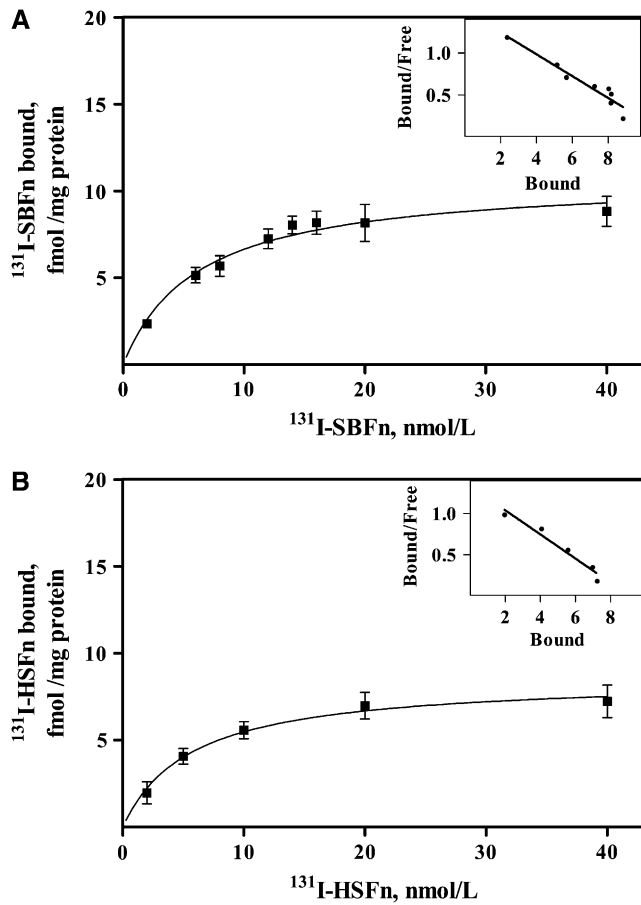 A
20
15
10
5
0 10 20 30 40
¹³¹I-SBFn bound,
fmol /mg protein
¹³¹I-SBFn, nmol/L
1.0
0.5
2 4 6 8
Bound/Free
Bound
B
20
15
10
5
0 10 20 30 40
¹³¹I-HSFn bound,
fmol /mg protein
¹³¹I-HSFn, nmol/L
1.0
0.5
2 4 6 8
Bound/Free
Bound